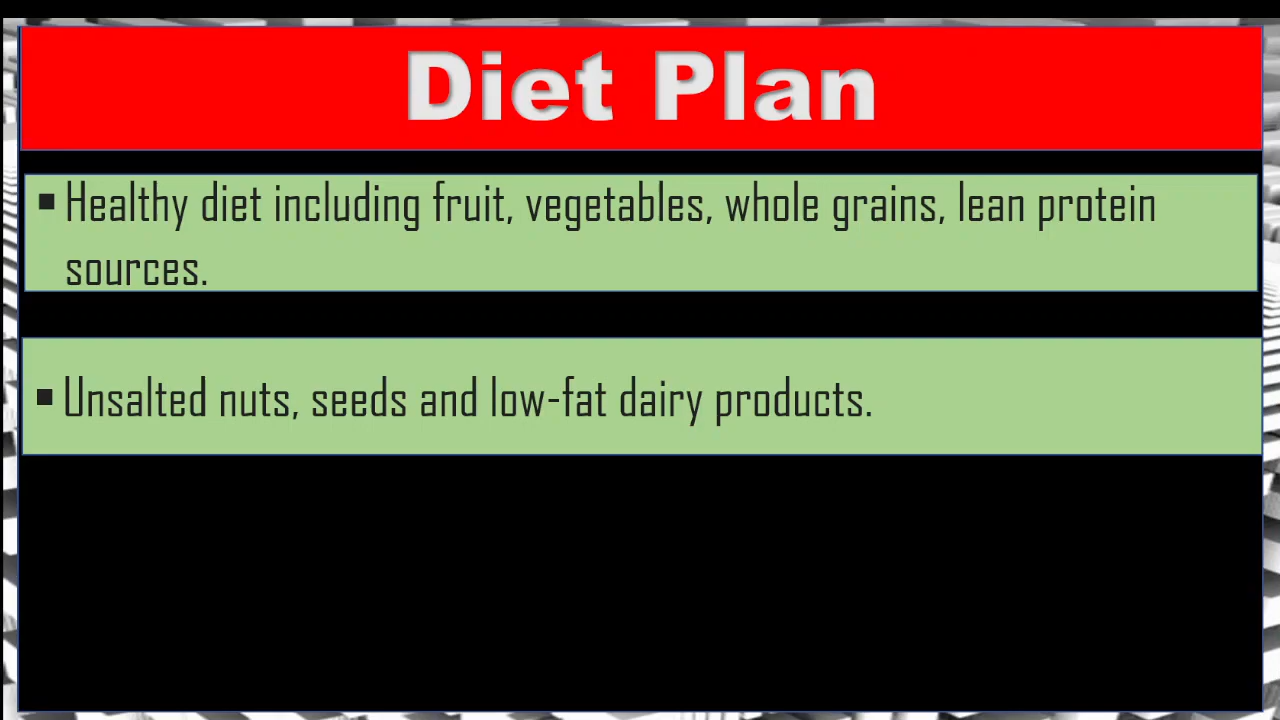 Diet Plan
▪ Healthy diet including fruit, vegetables, whole grains, lean protein
sources.
▪ Unsalted nuts, seeds and low-fat dairy products.